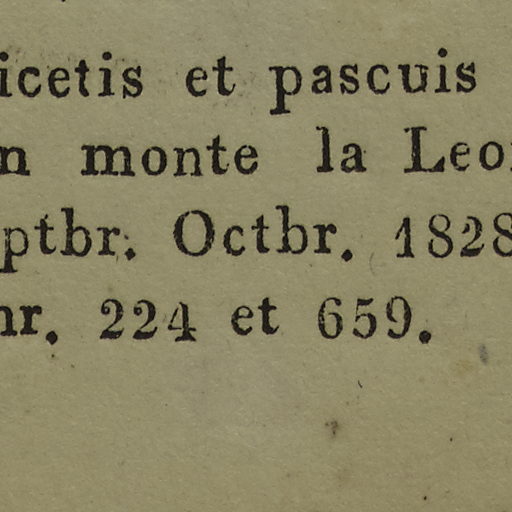 icetis et pascuis
n monte la Leo
ptbr. Octbr. 1828
nr. 224 et 659.